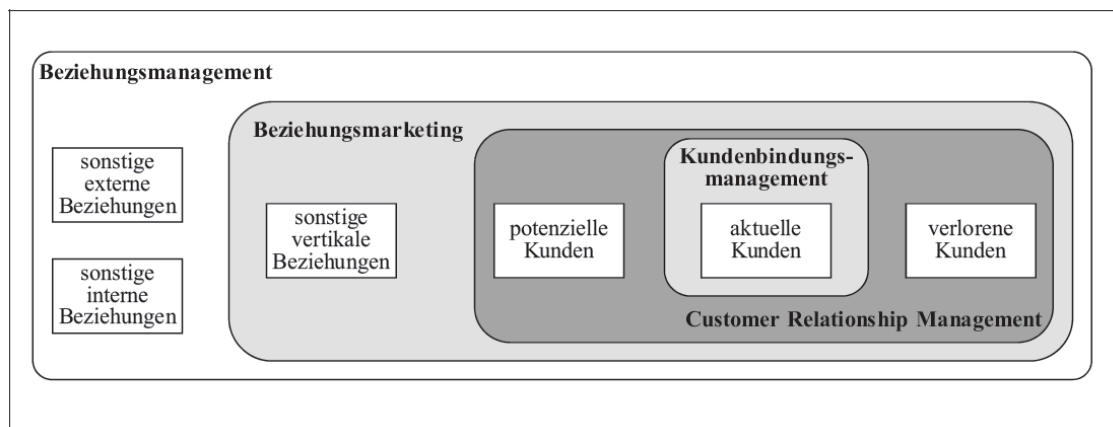 Beziehungsmanagement
Beziehungsmarketing
sonstige
externe
Beziehungen
sonstige
interne
Beziehungen
sonstige
vertikale
Beziehungen
potenzielle
Kunden
Kundenbindungs-
management
aktuelle
Kunden
verlorene
Kunden
Customer Relationship Management